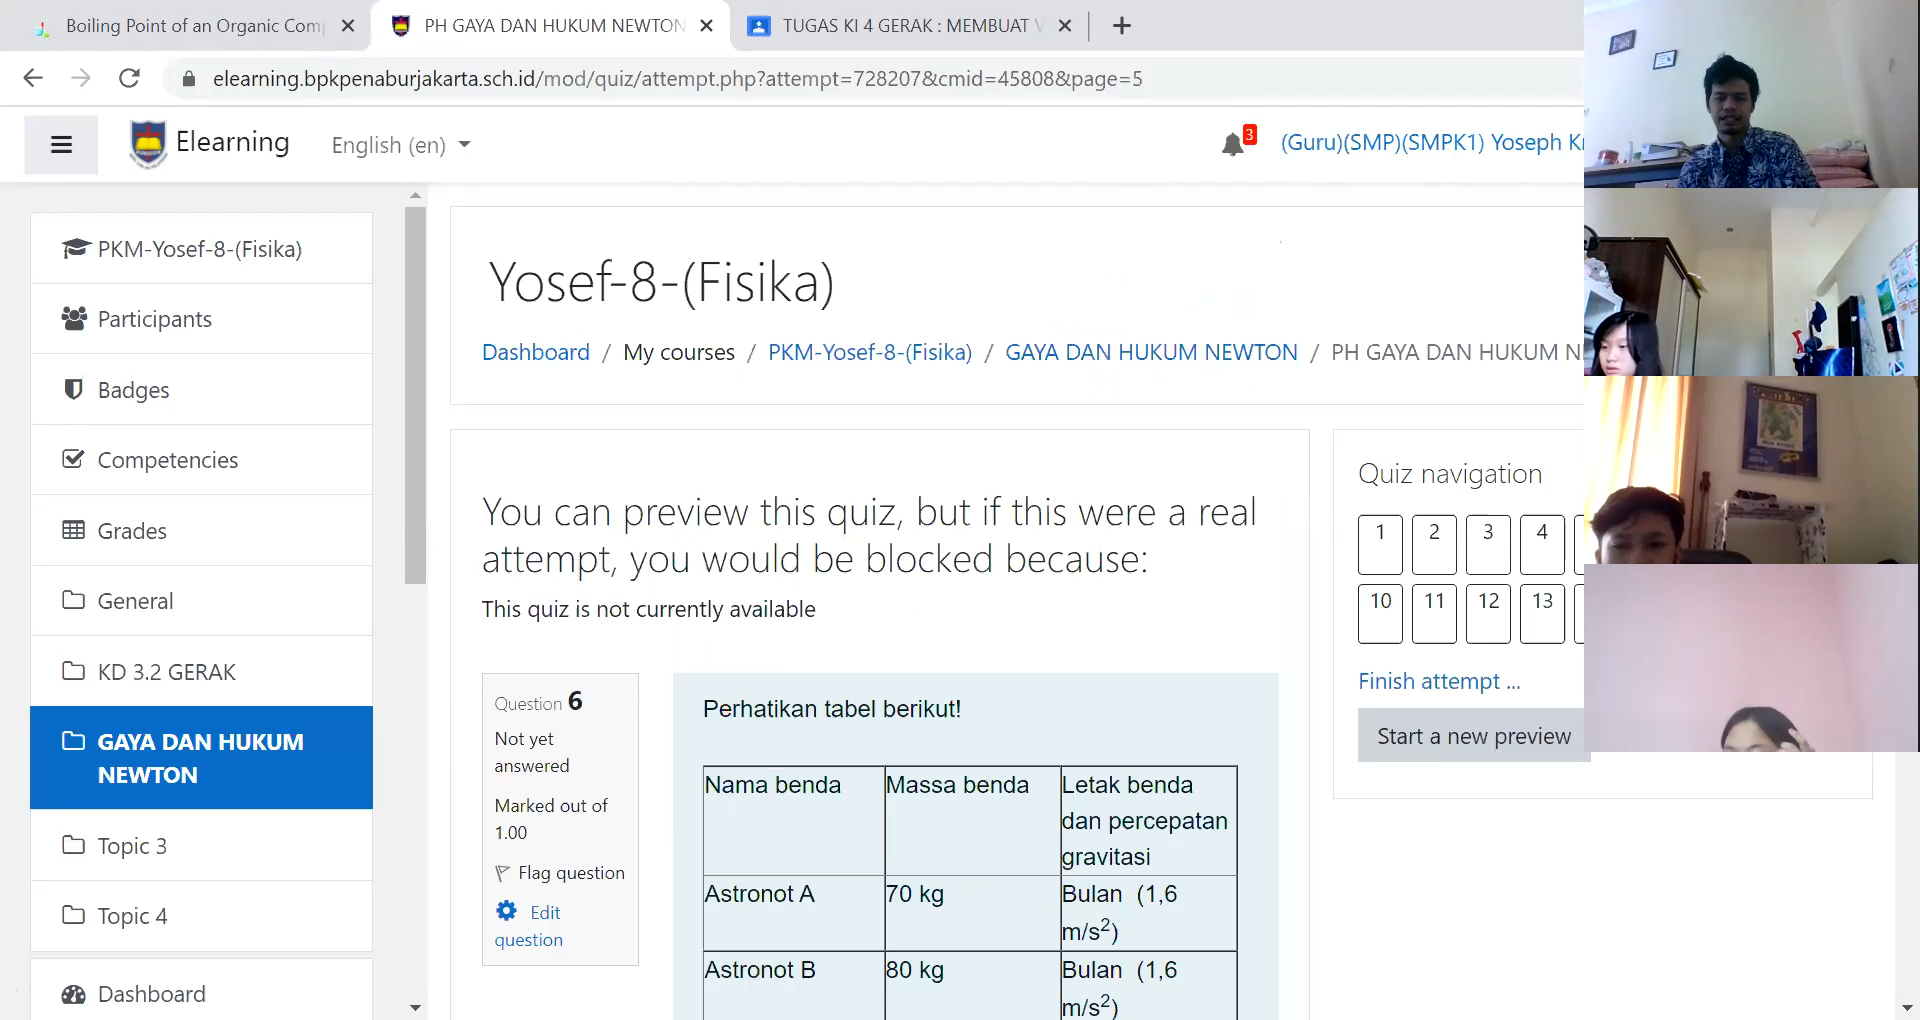 Boiling Point of an Organic Com
PH GAYA DAN HUKUM NEWTON
TUGAS KI 4 GERAK : MEMBUAT V
elearning.bpkpenaburjakarta.sch.id/mod/quiz/attempt.php?attempt=728207&cmid=45808&page=5
Elearning
English (en)
3
(Guru)(SMP)(SMPK1) Yoseph Kr
PKM-Yosef-8-(Fisika)
Participants
Badges
Competencies
Grades
General
KD 3.2 GERAK
GAYA DAN HUKUM
NEWTON
Topic 3
Topic 4
Dashboard
Yosef-8-(Fisika)
Dashboard / My courses / PKM-Yosef-8-(Fisika) / GAYA DAN HUKUM NEWTON / PH GAYA DAN HUKUM N
You can preview this quiz, but if this were a real
attempt, you would be blocked because:
This quiz is not currently available
Question 6
Not yet
answered
Marked out of
1.00
Flag question
Edit
question
Perhatikan tabel berikut!
Nama benda Massa benda Letak benda
dan percepatan
gravitasi
Astronot A 70 kg Bulan (1,6
m/s²)
Astronot B 80 kg Bulan (1,6
m/s²)
Quiz navigation
1 2 3 4
10 11 12 13
Finish attempt ...
Start a new preview